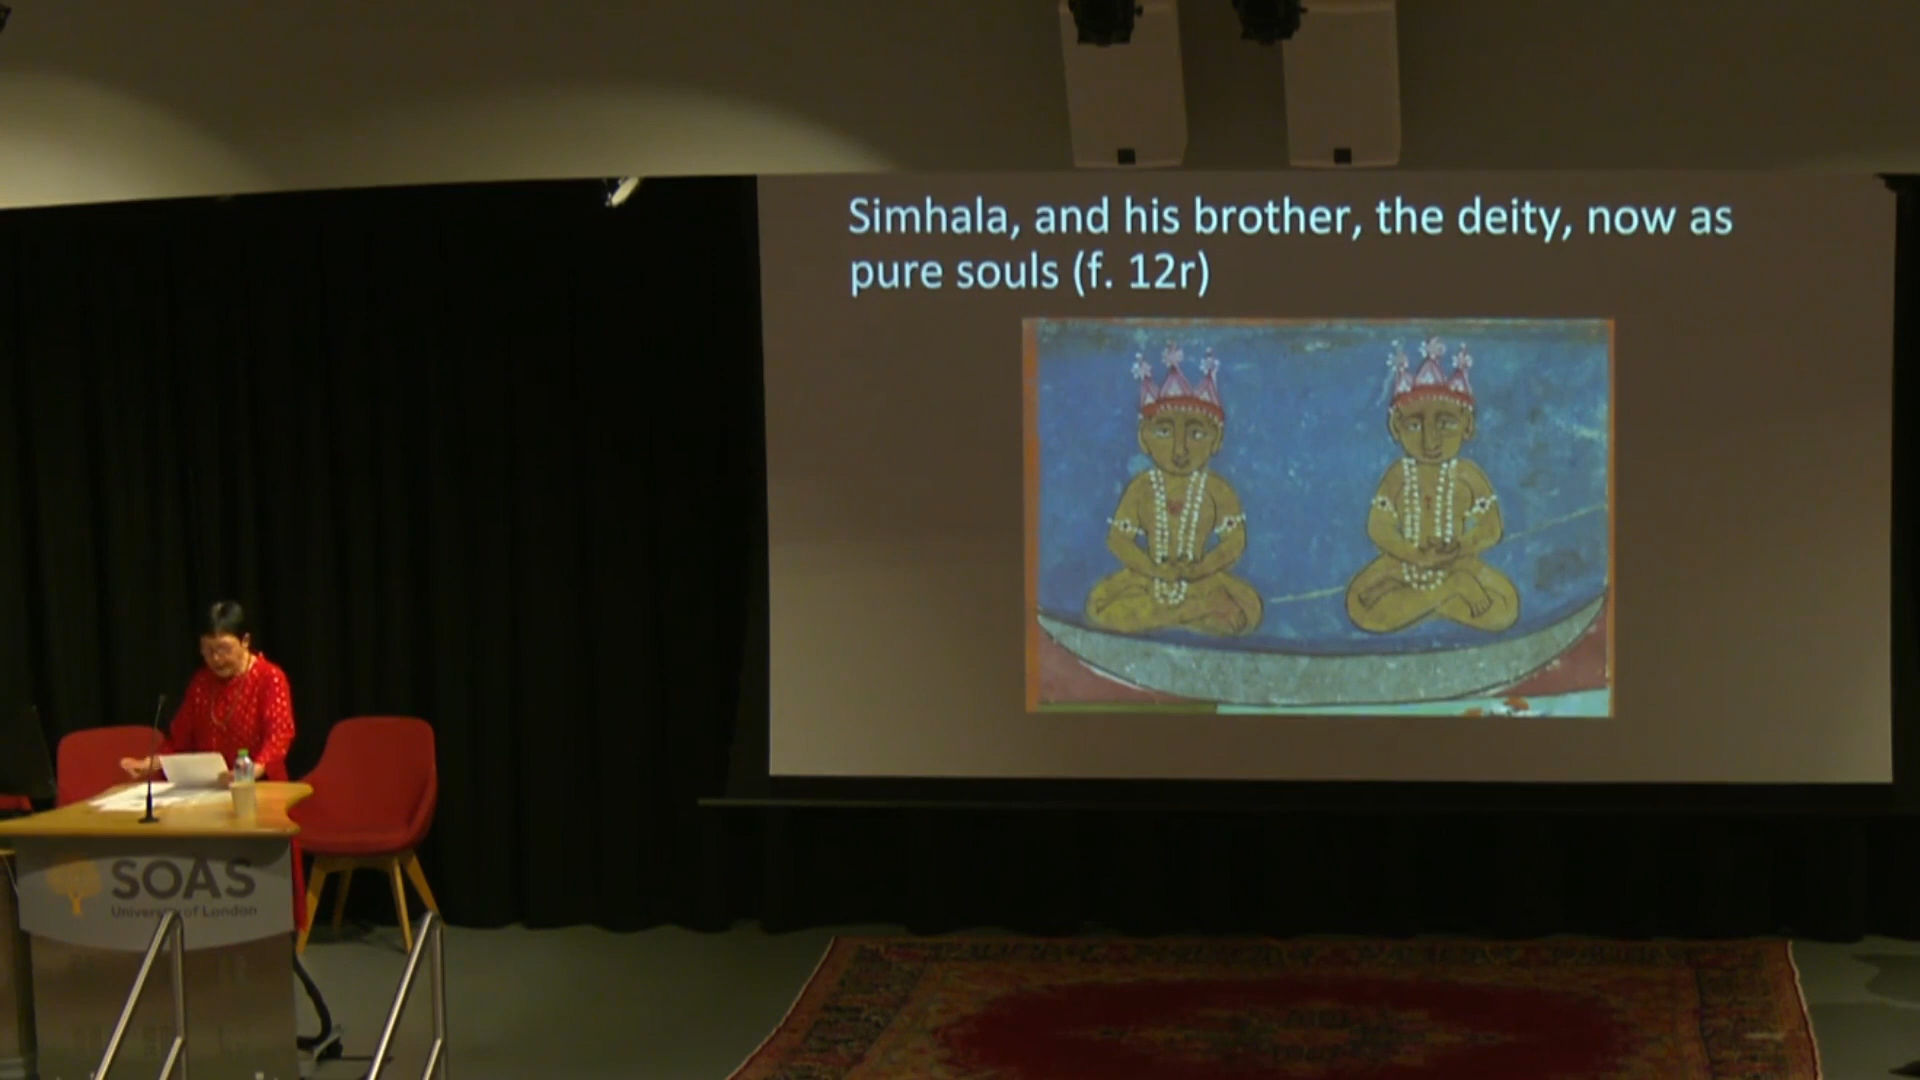 Simhala, and his brother, the deity, now as
pure souls (f. 12r)
SOAS
University of London